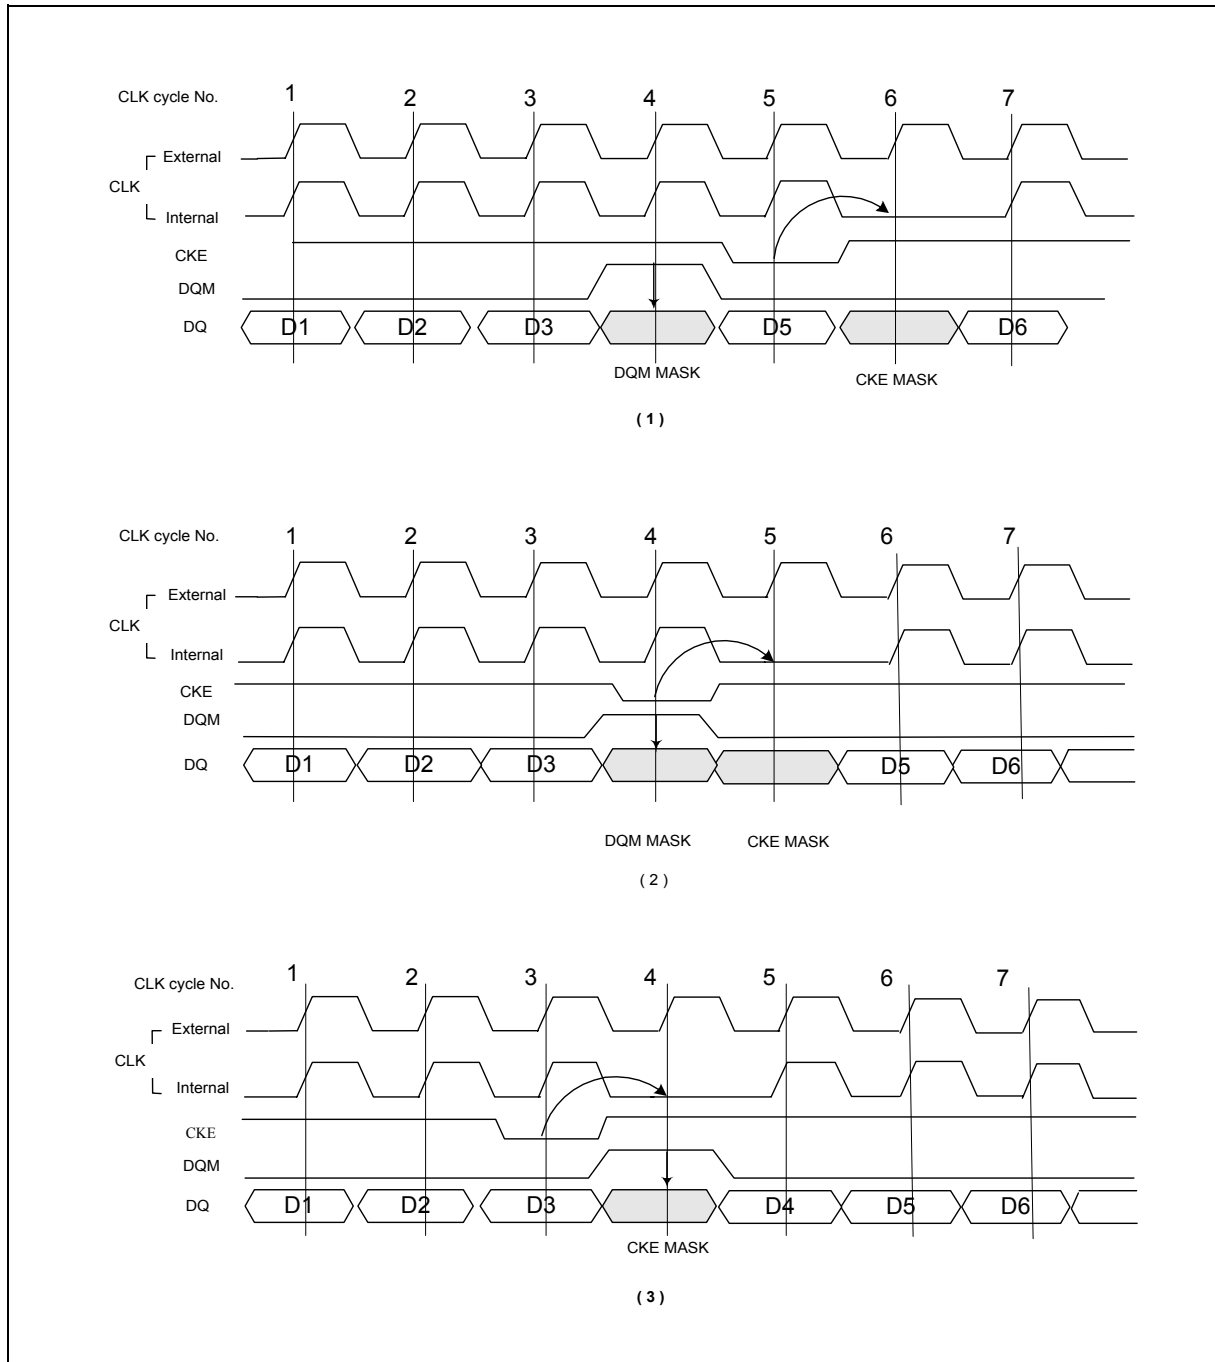 CLK cycle No. 1 2 3 4 5 6 7
External
CLK
Internal
CKE
DQM
DQ D1 D2 D3 D5 D6
DQM MASK CKE MASK
( 1 )
CLK cycle No. 1 2 3 4 5 6 7
External
CLK
Internal
CKE
DQM
DQ D1 D2 D3 D5 D6
DQM MASK CKE MASK
( 2 )
CLK cycle No. 1 2 3 4 5 6 7
External
CLK
Internal
CKE
DQM
DQ D1 D2 D3 D4 D5 D6
CKE MASK
( 3 )